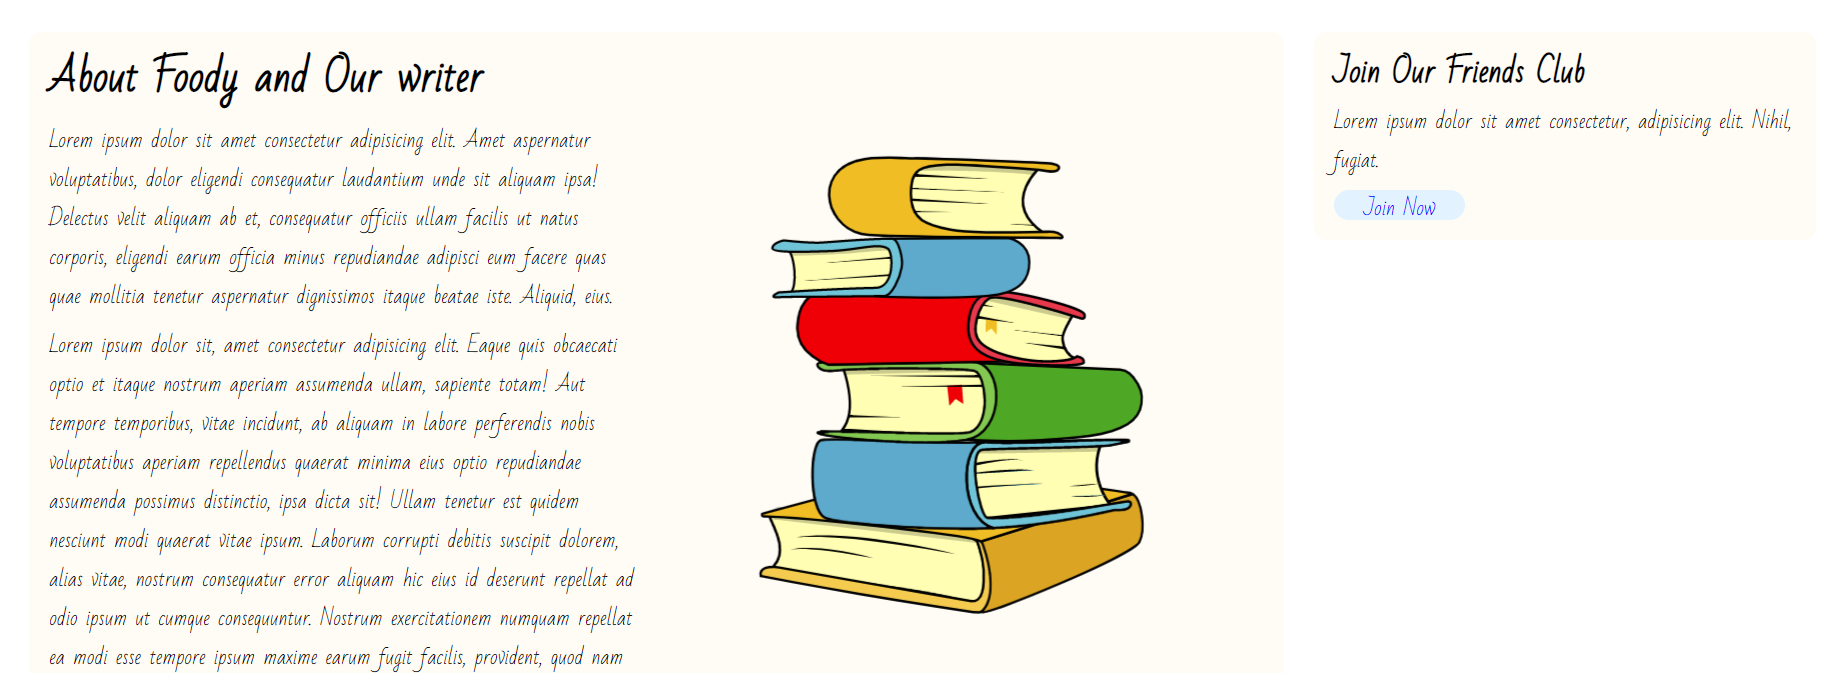 About Foody and Our writer
Lorem ipsum dolor sit amet consectetur adipisicing elit. Amet aspernatur
voluptatibus, dolor eligendi consequatur laudantium unde sit aliquam ipsa!
Delectus velit aliquam ab et, consequatur officiis ullam facilis ut natus
corporis, eligendi earum officia minus repudiandae adipisci eum facere quas
quae mollitia tenetur aspernatur dignissimos itaque beatae iste. Aliquid, eius.
Lorem ipsum dolor sit, amet consectetur adipisicing elit. Eaque quis obcaecati
optio et itaque nostrum aperiam assumenda ullam, sapiente totam! Aut
tempore temporibus, vitae incidunt, ab aliquam in labore perferendis nobis
voluptatibus aperiam repellendus quaerat minima eius optio repudiandae
assumenda possimus distinctio, ipsa dicta sit! Ullam tenetur est quidem
nesciunt modi quaerat vitae ipsum. Laborum corrupti debitis suscipit dolorem,
alias vitae, nostrum consequatur error aliquam hic eius id deserunt repellat ad
odio ipsum ut cumque consequuntur. Nostrum exercitationem numquam repellat
ea modi esse tempore ipsum maxime earum fugit facilis, provident, quod nam
Join Our Friends Club
Lorem ipsum dolor sit amet consectetur, adipisicing elit. Nihil,
fugiat.
Join Now